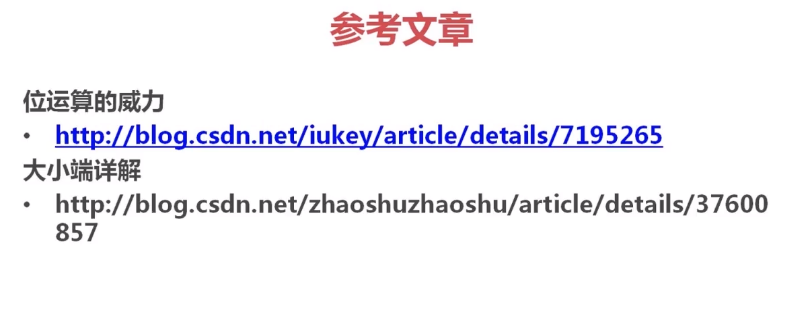 参考文章
位运算的威力
• http://blog.csdn.net/iukey/article/details/7195265
大小端详解
• http://blog.csdn.net/zhaoshuzhaoshu/article/details/37600
857